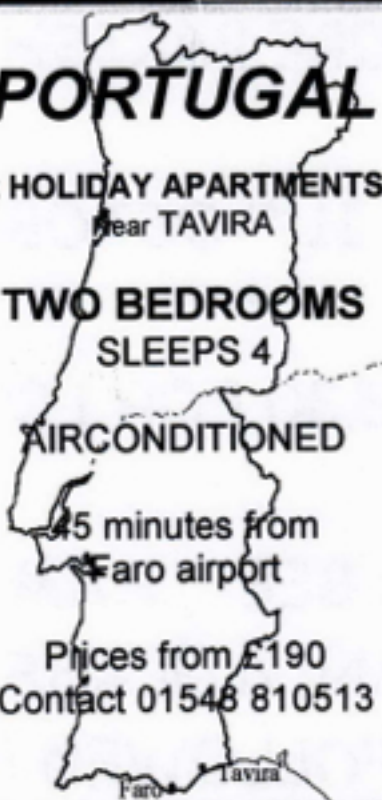 PORTUGAL
HOLIDAY APARTMENTS
Near TAVIRA
TWO BEDROOMS
SLEEPS 4
AIRCONDITIONED
45 minutes from
Faro airport
Prices from £190
Contact 01548 810513
Tavira
Faro